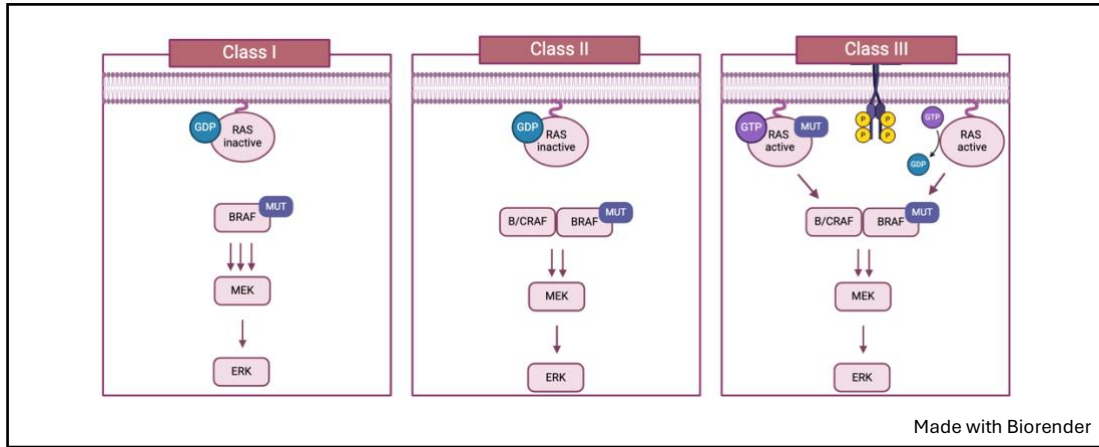 Class I
GDP
RAS
inactive
BRAF
MUT
MEK
ERK
Class II
GDP
RAS
inactive
B/CRAF
BRAF
MUT
MEK
ERK
Class III
GTP
RAS
active
MUT
P
P
P
P
GTP
GDP
RAS
active
B/CRAF
BRAF
MUT
MEK
ERK
Made with Biorender